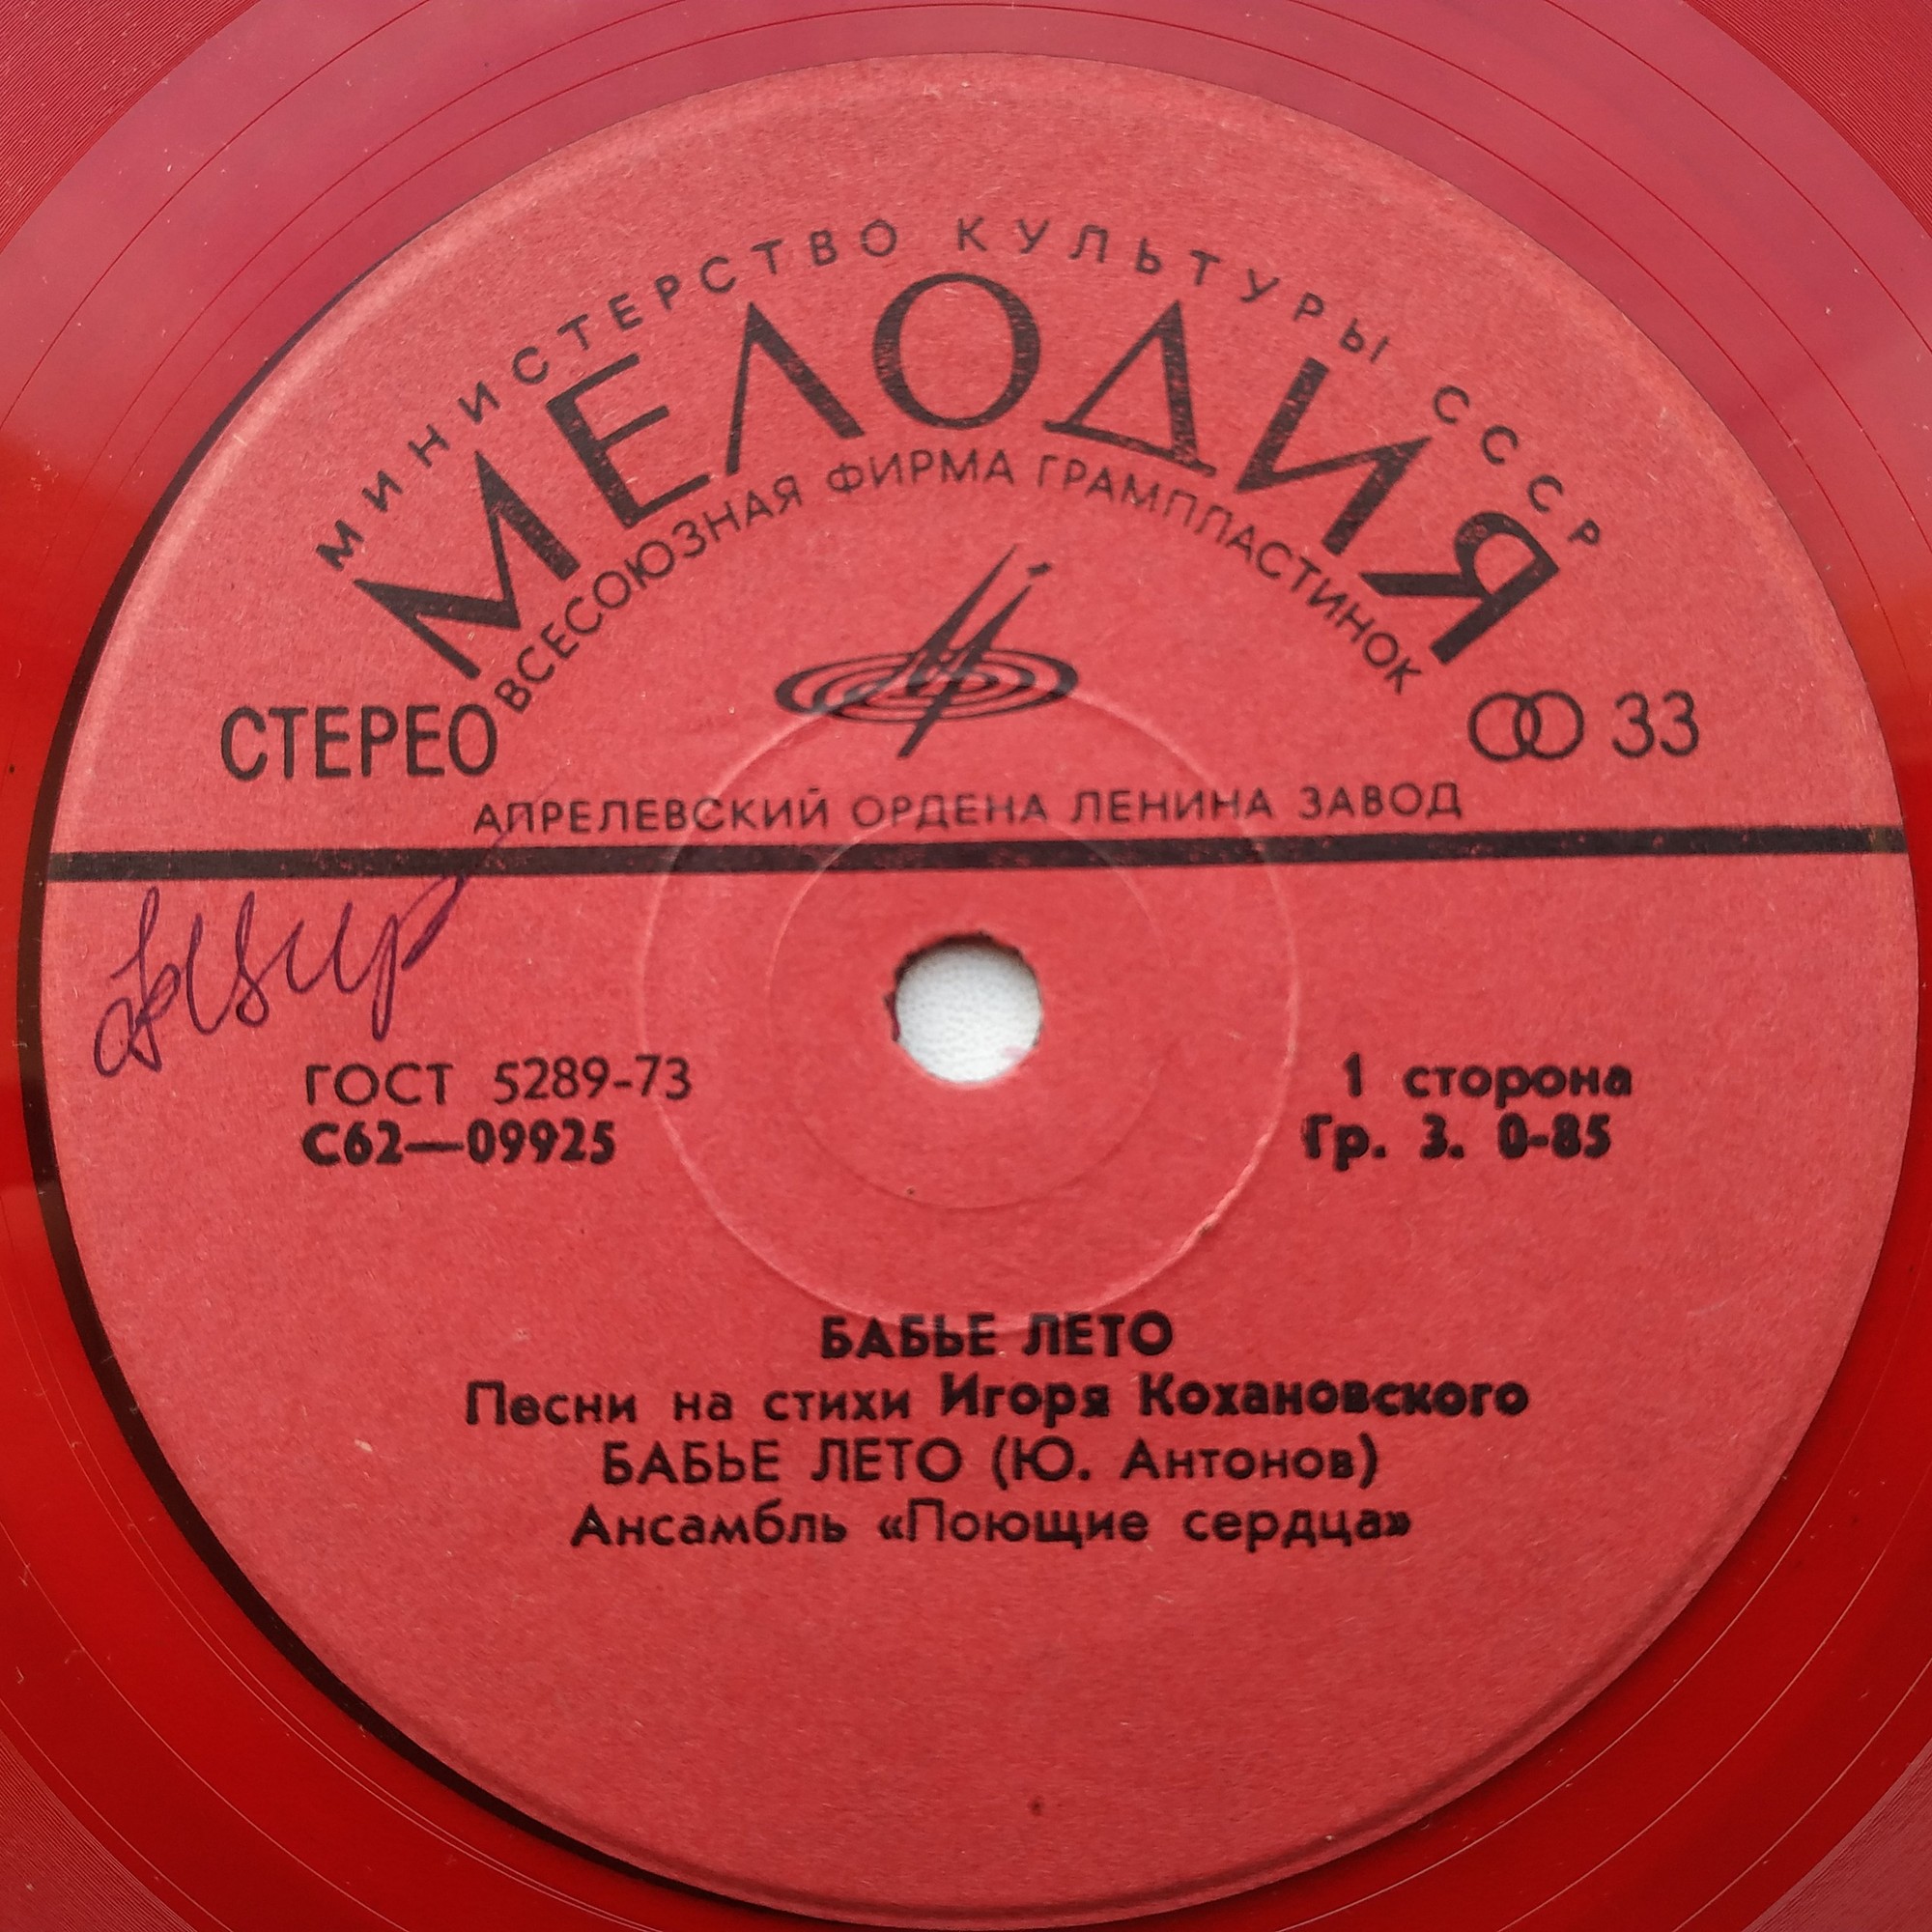 МИНИСТЕРСТВО КУЛЬТУРЫ СССР
МЕЛОДИЯ
ВСЕСОЮЗНАЯ ФИРМА ГРАМПЛАСТИНОК
СТЕРЕО
33
АПРЕЛЕВСКИЙ ОРДЕНА ЛЕНИНА ЗАВОД
ГОСТ 5289-73
С62—09925
1 сторона
Гр. 3. 0-85
БАБЬЕ ЛЕТО
Песни на стихи Игоря Кохановского
БАБЬЕ ЛЕТО (Ю. Антонов)
Ансамбль «Поющие сердца»